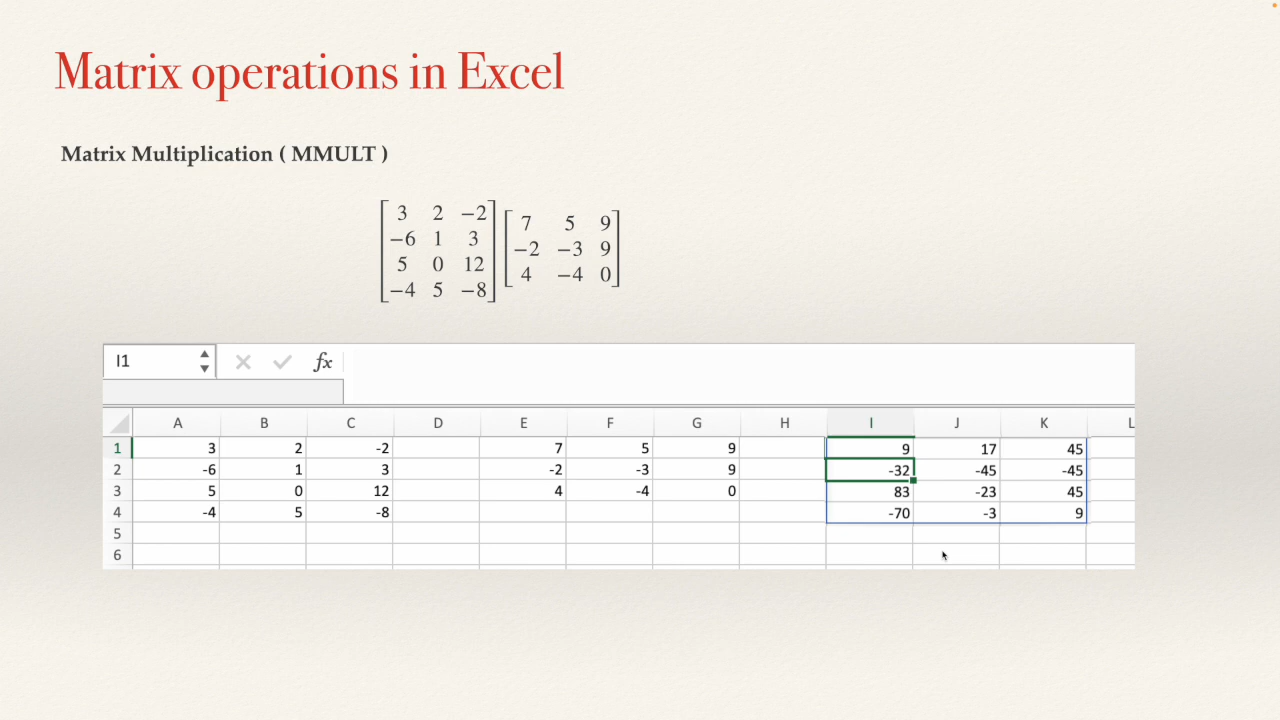 Matrix operations in Excel
Matrix Multiplication ( MMULT )
3 2 −2
−6 1 3
5 0 12
−4 5 −8
7 5 9
−2 −3 9
4 −4 0
I1 fx
A B C D E F G H I J K L
1 3 2 -2 7 5 9 9 17 45
2 -6 1 3 -2 -3 9 -32 -45 -45
3 5 0 12 4 -4 0 83 -23 45
4 -4 5 -8 -70 -3 9
5
6